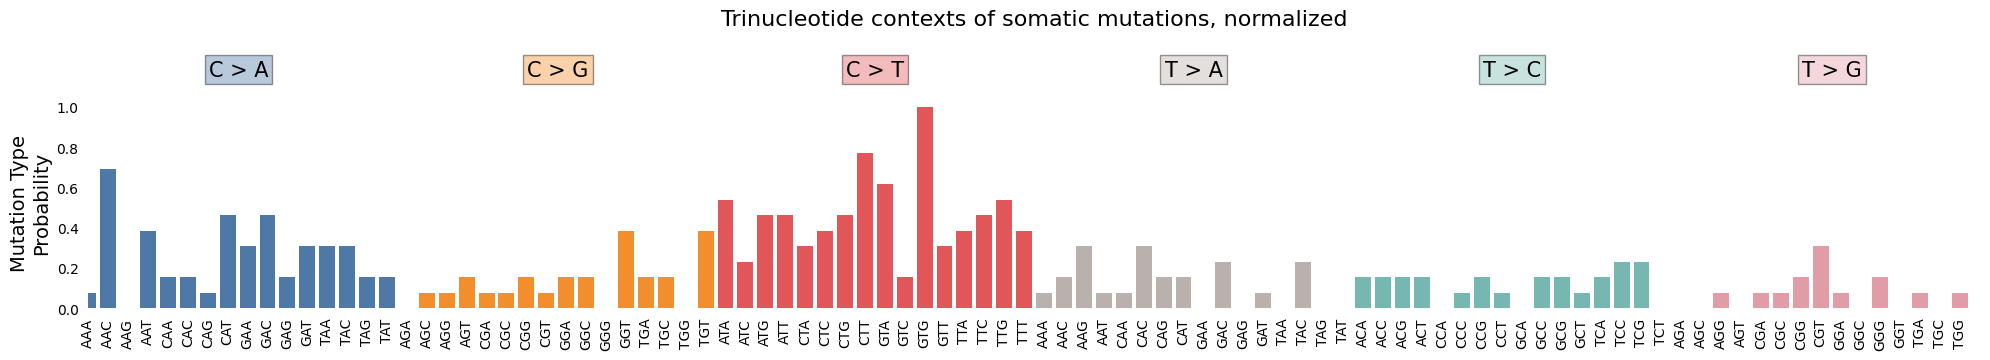 Trinucleotide contexts of somatic mutations, normalized
C > A C > G C > T T > A T > C T > G
Mutation Type
Probability
1.0
0.8
0.6
0.4
0.2
0.0
AAA AAC AAG AAT CAA CAC CAG CAT GAA GAC GAG GAT TAA TAC TAG TAT AGA AGC AGG AGT CGA CGC CGG CGT GGA GGC GGG GGT TGA TGC TGG TGT ATA ATC ATG ATT CTA CTC CTG CTT GTA GTC GTG GTT TTA TTC TTG TTT AAA AAC AAG AAT CAA CAC CAG CAT GAA GAC GAG GAT TAA TAC TAG TAT ACA ACC ACG ACT CCA CCC CCG CCT GCA GCC GCG GCT TCA TCC TCG TCT AGA AGC AGG AGT CGA CGC CGG CGT GGA GGC GGG GGT TGA TGC TGG